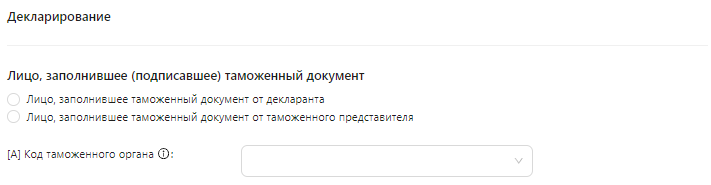 Декларирование
Лицо, заполнившее (подписавшее) таможенный документ
Лицо, заполнившее таможенный документ от декларанта
Лицо, заполнившее таможенный документ от таможенного представителя
[A] Код таможенного органа ⓘ: